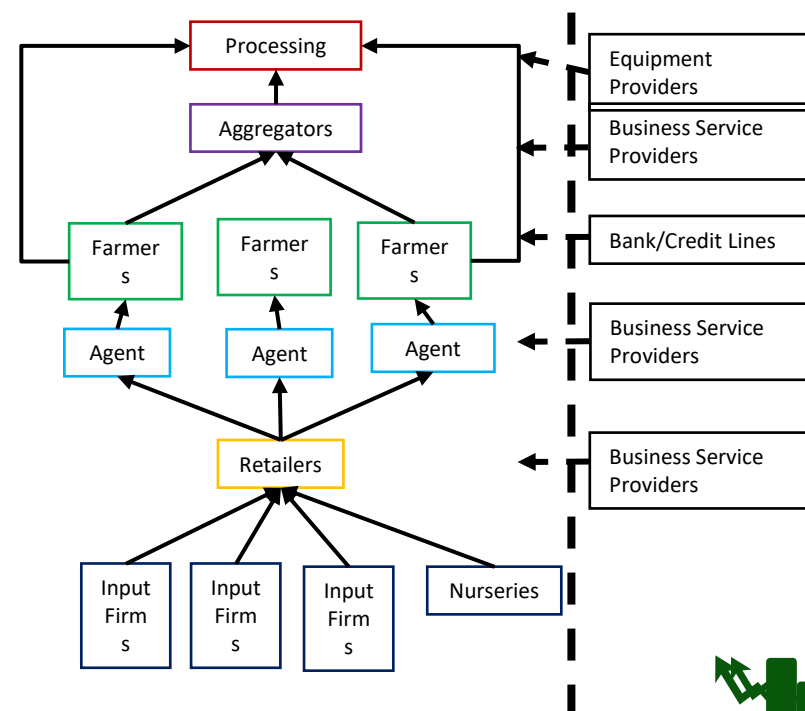 Processing
Equipment
Providers
Aggregators
Business Service
Providers
Farmer
s
Farmer
s
Farmer
s
Bank/Credit Lines
Agent
Agent
Agent
Business Service
Providers
Retailers
Business Service
Providers
Input
Firm
s
Input
Firm
s
Input
Firm
s
Nurseries